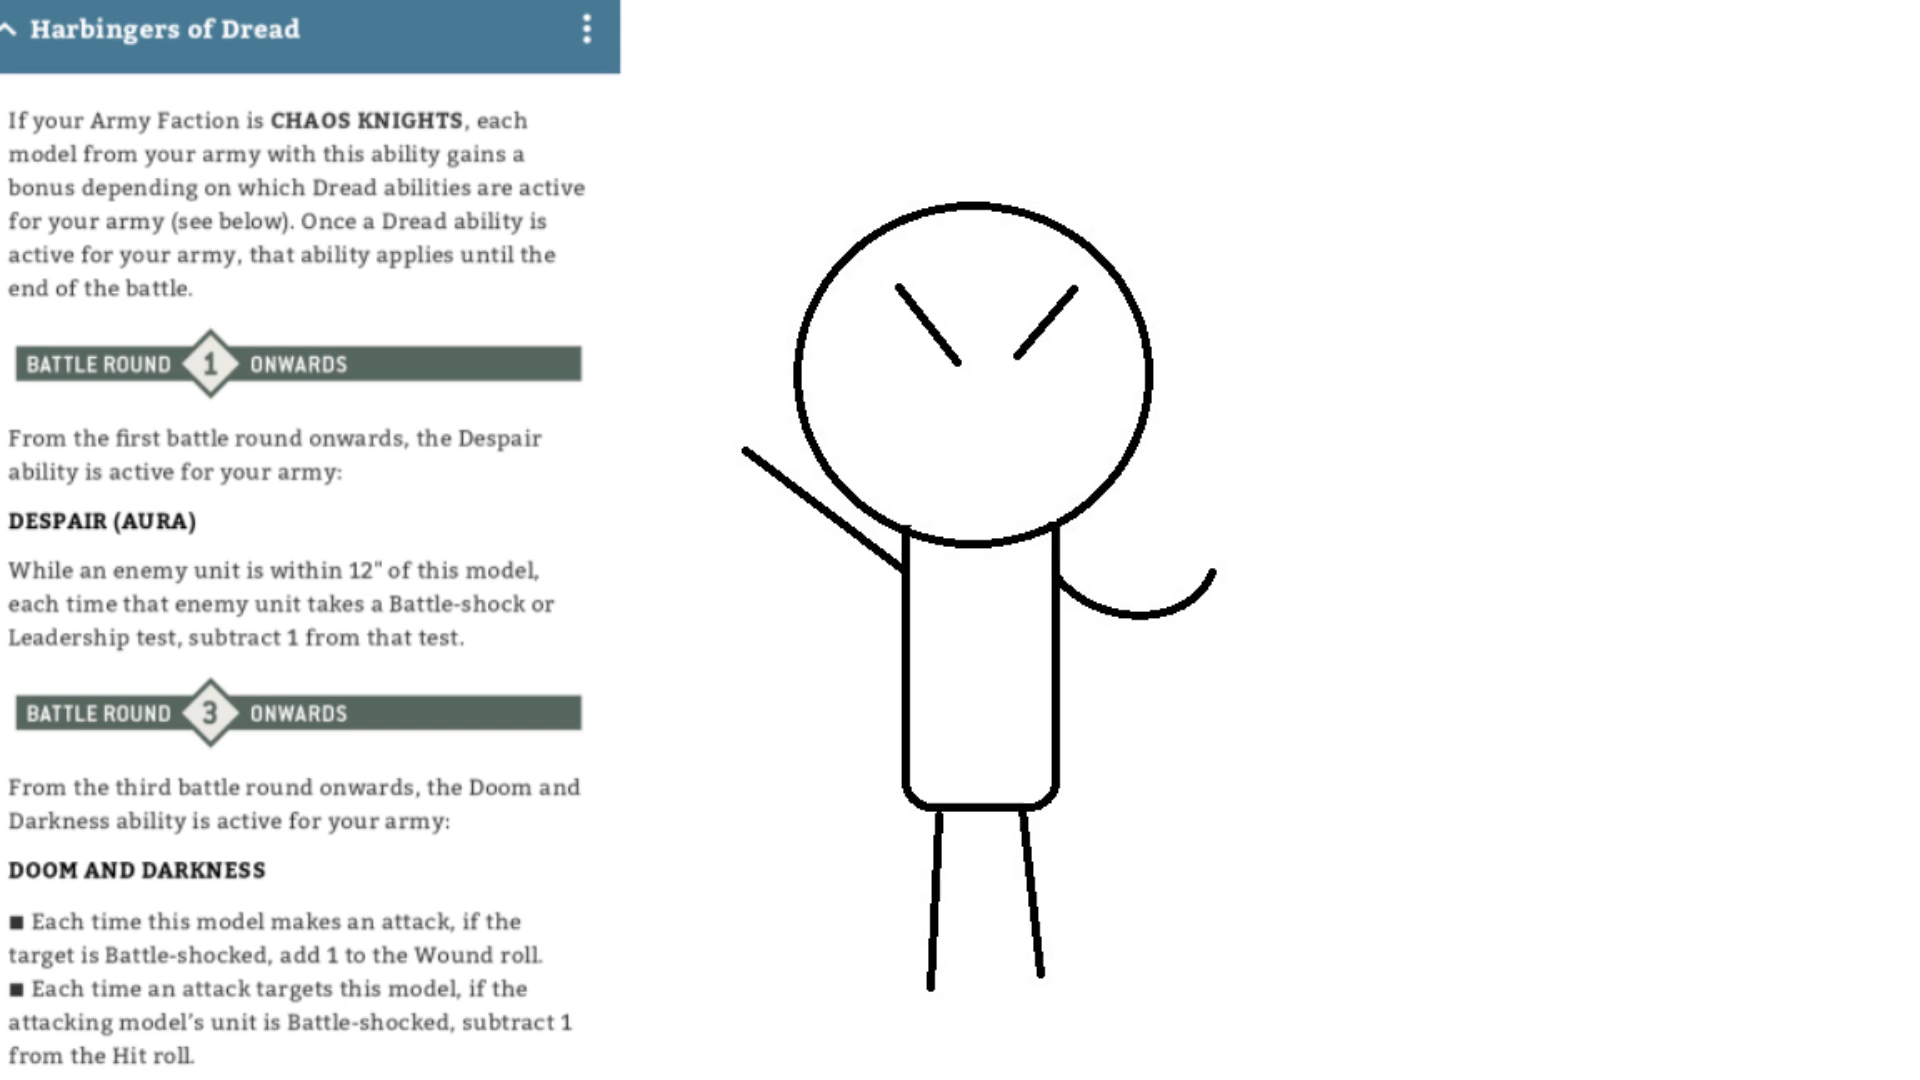 Harbingers of Dread
If your Army Faction is CHAOS KNIGHTS, each
model from your army with this ability gains a
bonus depending on which Dread abilities are active
for your army (see below). Once a Dread ability is
active for your army, that ability applies until the
end of the battle.
BATTLE ROUND 1 ONWARDS
From the first battle round onwards, the Despair
ability is active for your army:
DESPAIR (AURA)
While an enemy unit is within 12" of this model,
each time that enemy unit takes a Battle-shock or
Leadership test, subtract 1 from that test.
BATTLE ROUND 3 ONWARDS
From the third battle round onwards, the Doom and
Darkness ability is active for your army:
DOOM AND DARKNESS
■ Each time this model makes an attack, if the
target is Battle-shocked, add 1 to the Wound roll.
■ Each time an attack targets this model, if the
attacking model's unit is Battle-shocked, subtract 1
from the Hit roll.